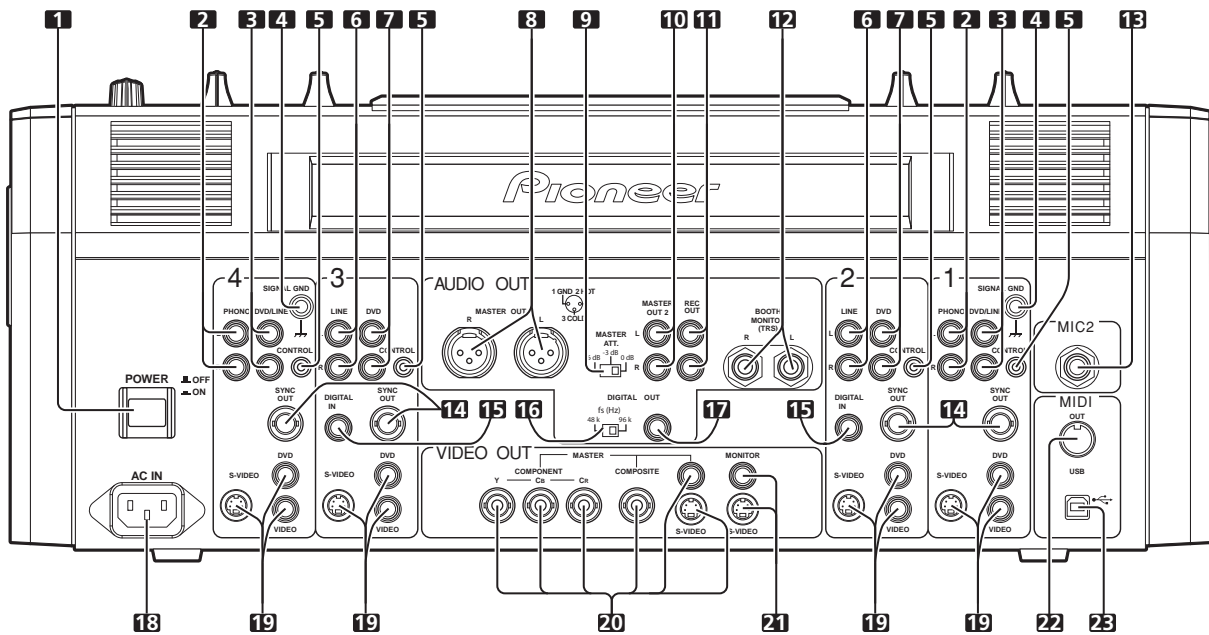 1 2 3 4 5 6 7 5 8 9 10 11 12 6 7 5 2 3 4 5 13
Pioneer
4 3 AUDIO OUT 2 1
SIGNAL GND
PHONO DVD/LINE
CONTROL
LINE DVD
R CONTROL
1 GND 2 HOT
3 COLD
MASTER OUT
R L
MASTER ATT.
-3 dB
0 dB
MASTER OUT 2
L
R
REC OUT
BOOTH MONITOR (TRS)
R L
LINE DVD
L
R
CONTROL
SIGNAL GND
PHONO DVD/LINE
R
CONTROL
MIC2
POWER
OFF
ON
SYNC OUT
DIGITAL IN
SYNC OUT
DIGITAL OUT
fs (Hz)
48 k 96 k
DIGITAL IN
SYNC OUT
SYNC OUT
MIDI
OUT
USB
14 15 16 17 15 14
AC IN
S-VIDEO
DVD
VIDEO
S-VIDEO
DVD
VIDEO
VIDEO OUT
MASTER
COMPONENT
Y CB CR
COMPOSITE
S-VIDEO
MONITOR
S-VIDEO
S-VIDEO
DVD
VIDEO
S-VIDEO
DVD
VIDEO
18 19 19 20 21 19 19 22 23